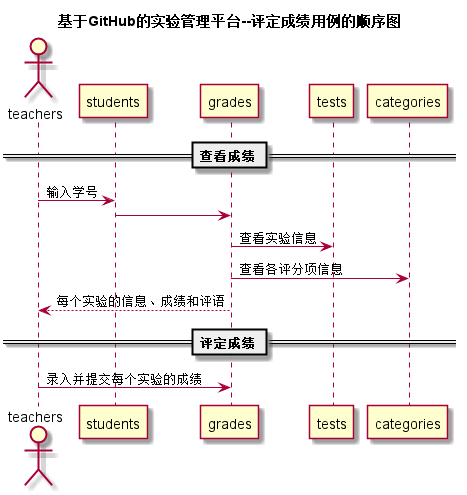 基于GitHub的实验管理平台--评定成绩用例的顺序图
teachers
students
grades
tests
categories
查看成绩
输入学号
查看实验信息
查看各评分项信息
每个实验的信息、成绩和评语
评定成绩
录入并提交每个实验的成绩
teachers
students
grades
tests
categories